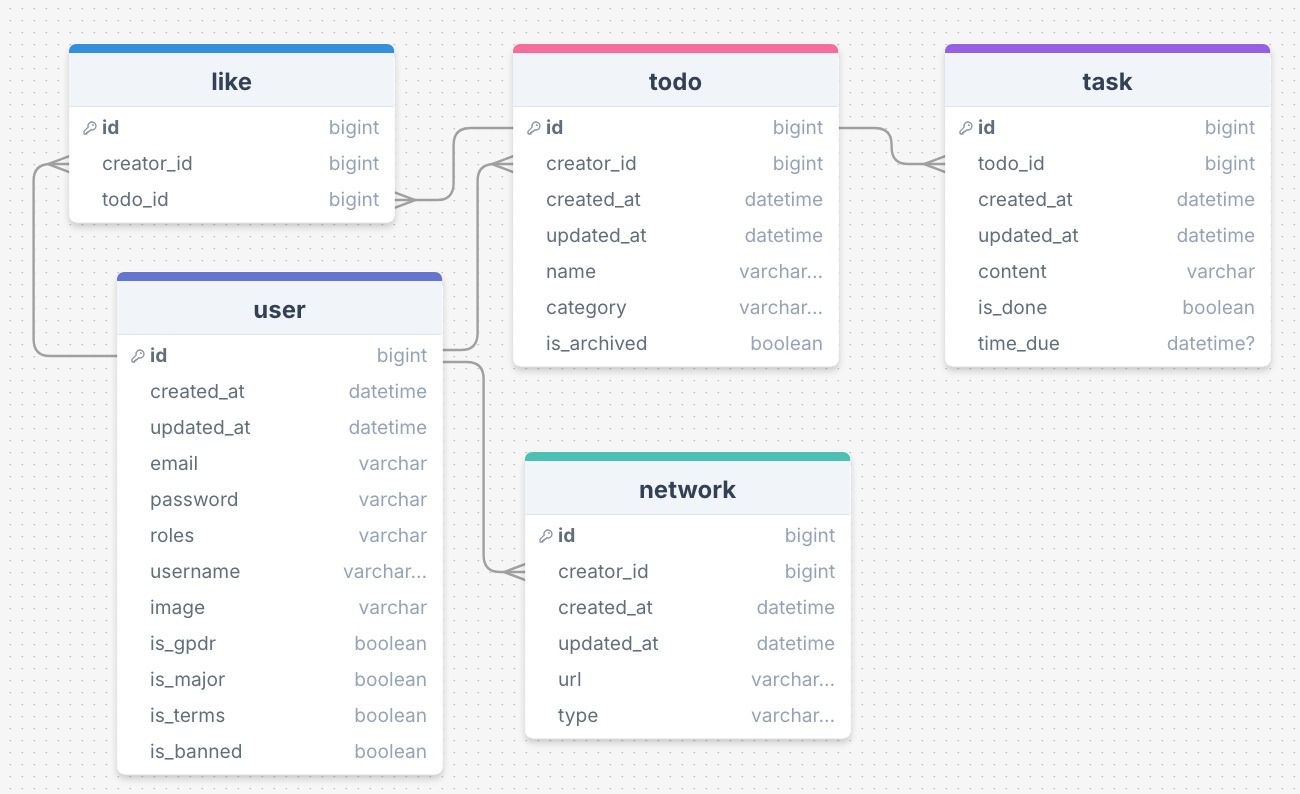 like
id bigint
creator_id bigint
todo_id bigint
todo
id bigint
creator_id bigint
created_at datetime
updated_at datetime
name varchar...
category varchar...
is_archived boolean
task
id bigint
todo_id bigint
created_at datetime
updated_at datetime
content varchar
is_done boolean
time_due datetime?
user
id bigint
created_at datetime
updated_at datetime
email varchar
password varchar
roles varchar
username varchar...
image varchar
is_gpdr boolean
is_major boolean
is_terms boolean
is_banned boolean
network
id bigint
creator_id bigint
created_at datetime
updated_at datetime
url varchar...
type varchar...